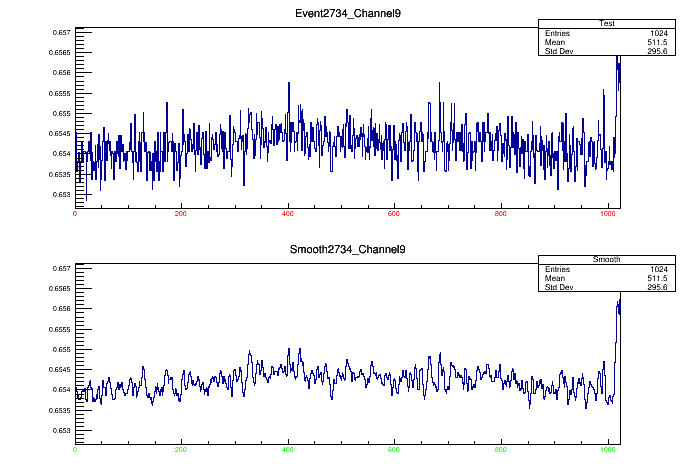 Event2734_Channel9
Test
Entries 1024
Mean 511.5
Std Dev 295.6
0.657
0.6565
0.656
0.6555
0.655
0.6545
0.654
0.6535
0.653
0 200 400 600 800 1000
Smooth2734_Channel9
Smooth
Entries 1024
Mean 511.5
Std Dev 295.6
0.657
0.6565
0.656
0.6555
0.655
0.6545
0.654
0.6535
0.653
0 200 400 600 800 1000